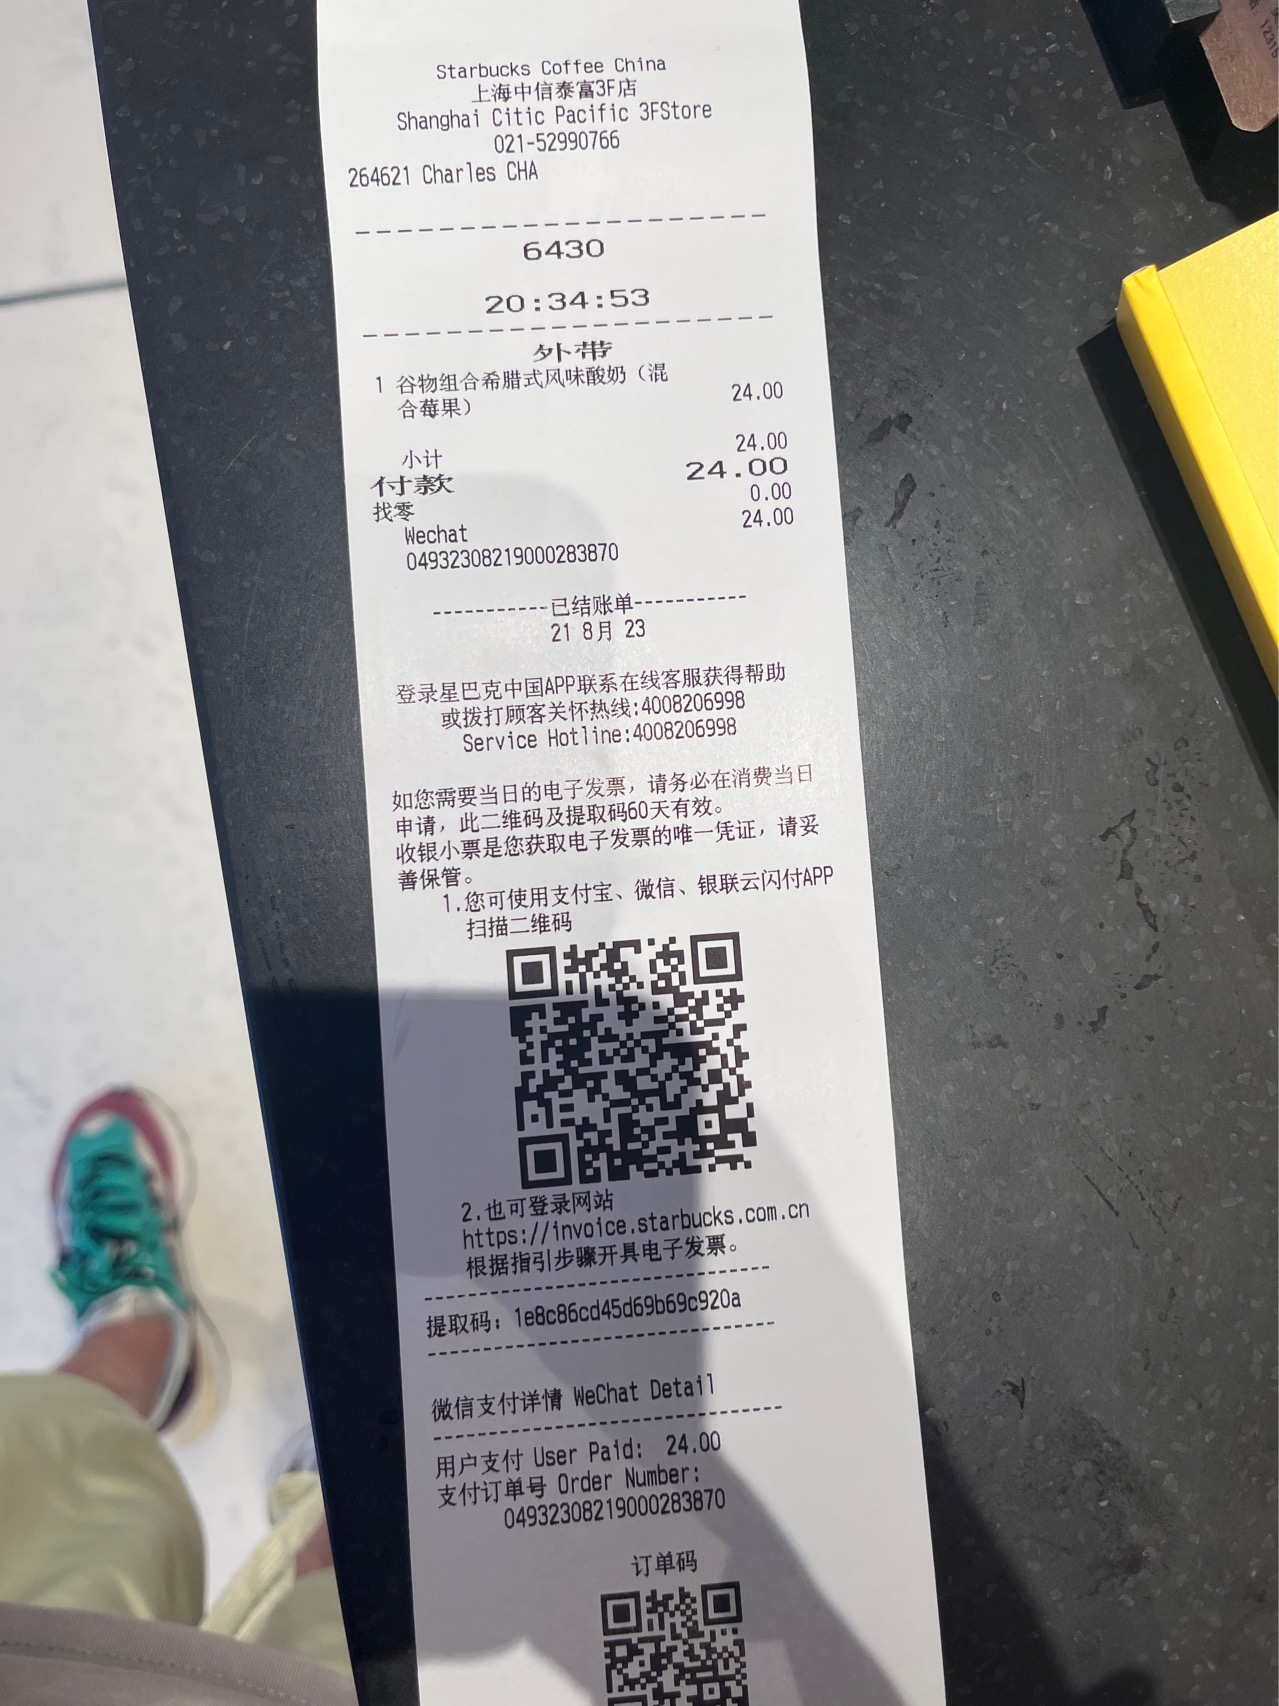 Starbucks Coffee China
上海中信泰富3F店
Shanghai Citic Pacific 3FStore
021-52990766
264621 Charles CHA
6430
20:34:53
外带
1 谷物组合希腊式风味酸奶（混 24.00
合莓果）
小计 24.00
付款 24.00
找零 0.00
Wechat 24.00
04932308219000283870
-----------已结账单-----------
21 8月 23
登录星巴克中国APP联系在线客服获得帮助
或拨打顾客关怀热线:4008206998
Service Hotline:4008206998
如您需要当日的电子发票，请务必在消费当日
申请，此二维码及提取码60天有效。
收银小票是您获取电子发票的唯一凭证，请妥
善保管。
1.您可使用支付宝、微信、银联云闪付APP
扫描二维码
2.也可登录网站
https://invoice.starbucks.com.cn
根据指引步骤开具电子发票。
提取码: 1e8c86cd45d69b69c920a
微信支付详情 WeChat Detail
用户支付 User Paid: 24.00
支付订单号 Order Number:
04932308219000283870
订单码